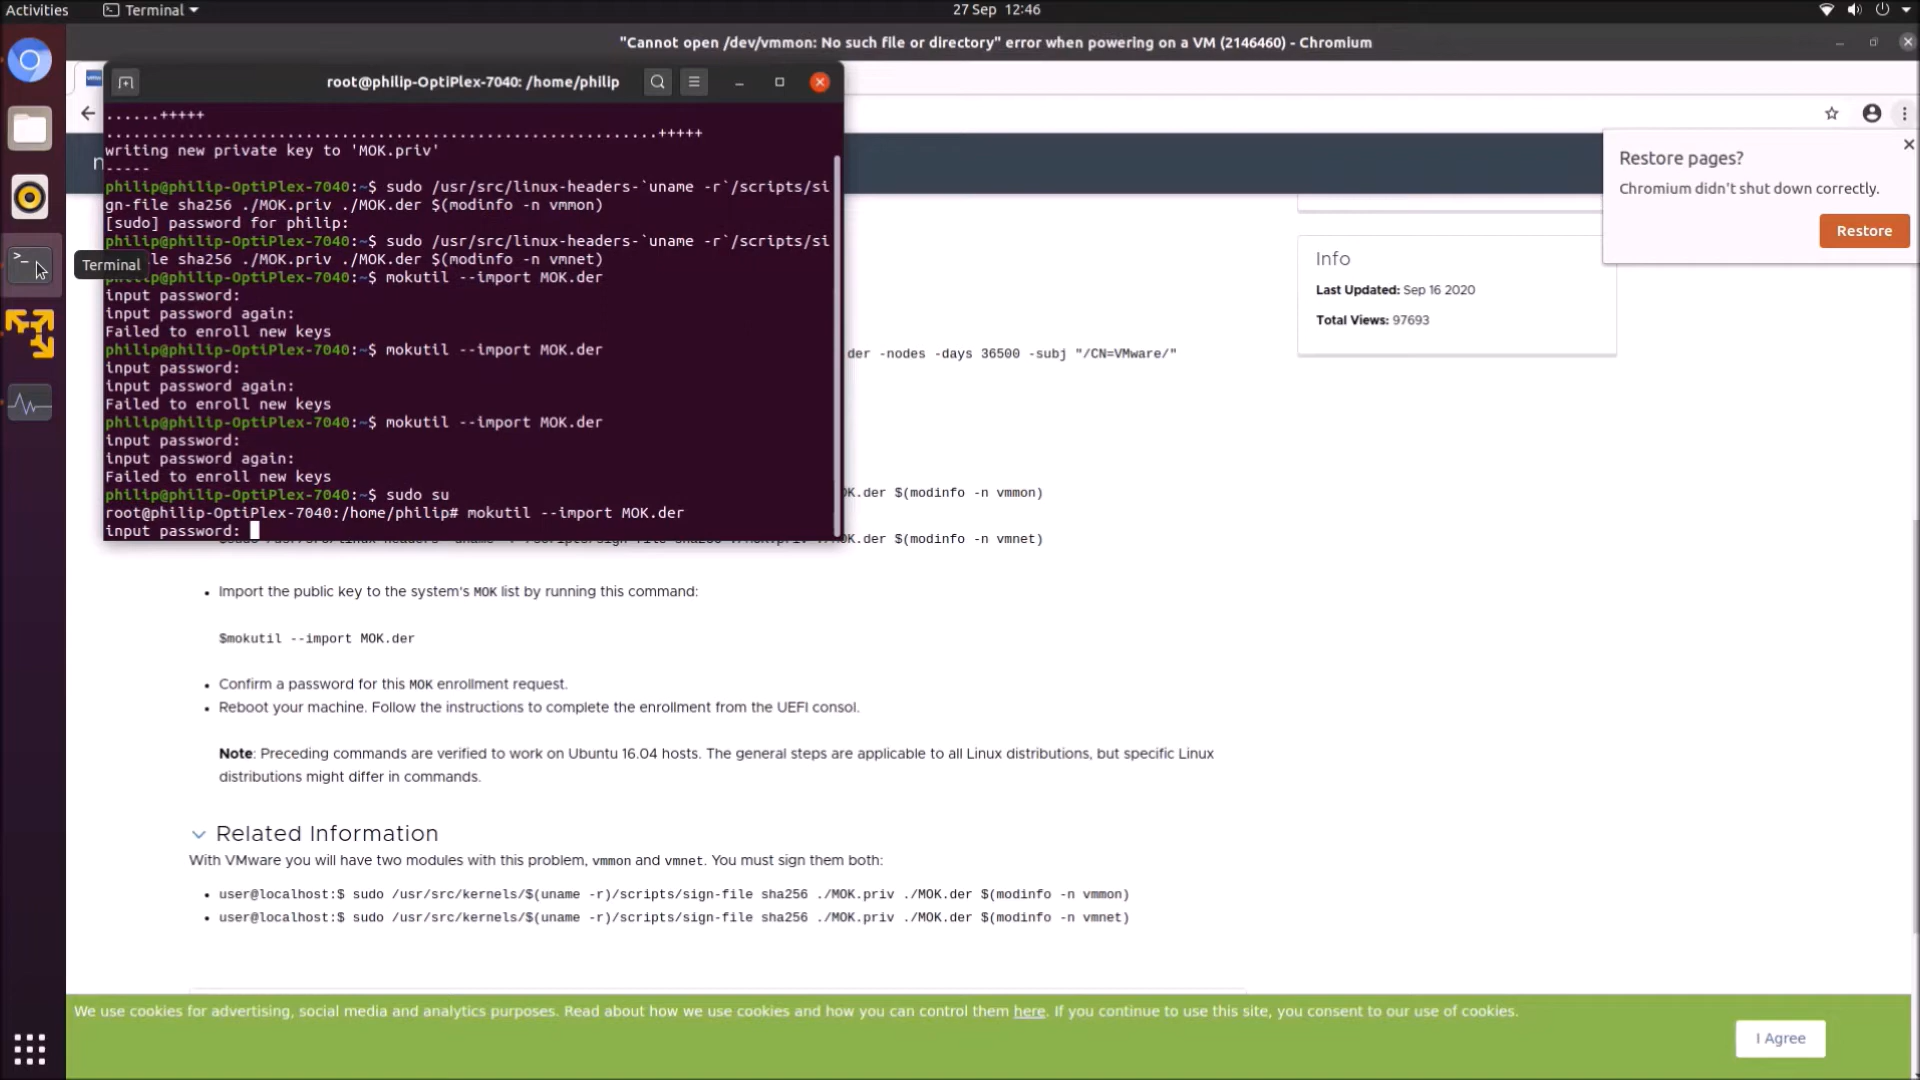 Activities
Terminal
27 Sep 12:46
"Cannot open /dev/vmmon: No such file or directory" error when powering on a VM (2146460) - Chromium
root@philip-OptiPlex-7040: /home/philip
......+++++
.............................................................+++++
writing new private key to 'MOK.priv'
-----
philip@philip-OptiPlex-7040:~$ sudo /usr/src/linux-headers-`uname -r`/scripts/si
gn-file sha256 ./MOK.priv ./MOK.der $(modinfo -n vmmon)
[sudo] password for philip:
philip@philip-OptiPlex-7040:~$ sudo /usr/src/linux-headers-`uname -r`/scripts/si
file sha256 ./MOK.priv ./MOK.der $(modinfo -n vmnet)
philip@philip-OptiPlex-7040:~$ mokutil --import MOK.der
input password:
input password again:
Failed to enroll new keys
philip@philip-OptiPlex-7040:~$ mokutil --import MOK.der
input password:
input password again:
Failed to enroll new keys
philip@philip-OptiPlex-7040:~$ mokutil --import MOK.der
input password:
input password again:
Failed to enroll new keys
philip@philip-OptiPlex-7040:~$ sudo su
root@philip-OptiPlex-7040:/home/philip# mokutil --import MOK.der
input password:
Terminal
Restore pages?
Chromium didn't shut down correctly.
Restore
Info
Last Updated: Sep 16 2020
Total Views: 97693
der -nodes -days 36500 -subj "/CN=VMware/"
OK.der $(modinfo -n vmmon)
OK.der $(modinfo -n vmnet)
• Import the public key to the system's MOK list by running this command:
$mokutil --import MOK.der
• Confirm a password for this MOK enrollment request.
• Reboot your machine. Follow the instructions to complete the enrollment from the UEFI consol.
Note: Preceding commands are verified to work on Ubuntu 16.04 hosts. The general steps are applicable to all Linux distributions, but specific Linux
distributions might differ in commands.
Related Information
With VMware you will have two modules with this problem, vmmon and vmnet. You must sign them both:
• user@localhost:$ sudo /usr/src/kernels/$(uname -r)/scripts/sign-file sha256 ./MOK.priv ./MOK.der $(modinfo -n vmmon)
• user@localhost:$ sudo /usr/src/kernels/$(uname -r)/scripts/sign-file sha256 ./MOK.priv ./MOK.der $(modinfo -n vmnet)
We use cookies for advertising, social media and analytics purposes. Read about how we use cookies and how you can control them here. If you continue to use this site, you consent to our use of cookies.
I Agree